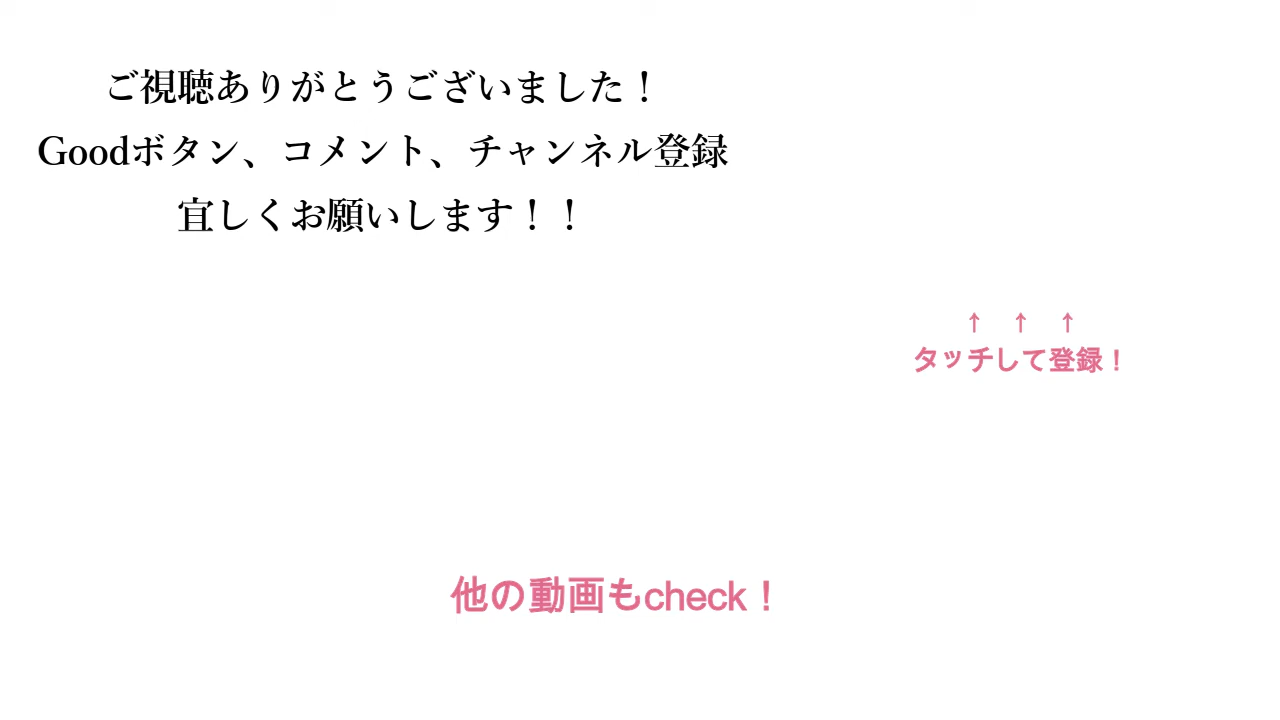 ご視聴ありがとうございました！
Goodボタン、コメント、チャンネル登録
宜しくお願いします！！
↑　↑　↑
タッチして登録！
他の動画もcheck！